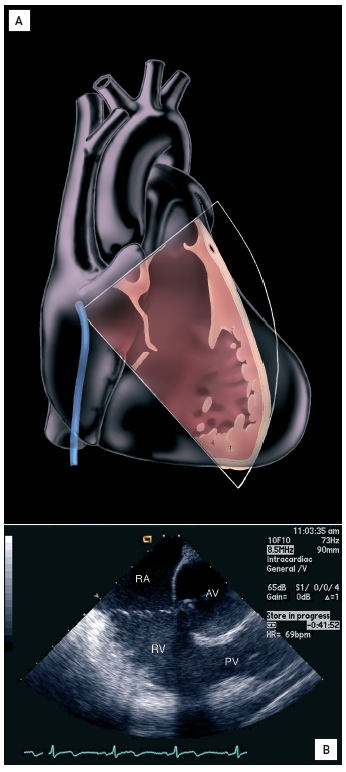 A
11:03:35 am
10F10 73Hz
8.5MHz 90mm
Intracardiac
General /V
65dB S1/ 0/0/4
Gain= 0dB Δ=1
Store in progress
-0:41:52
HR= 69bpm
RA
AV
RV
PV
B